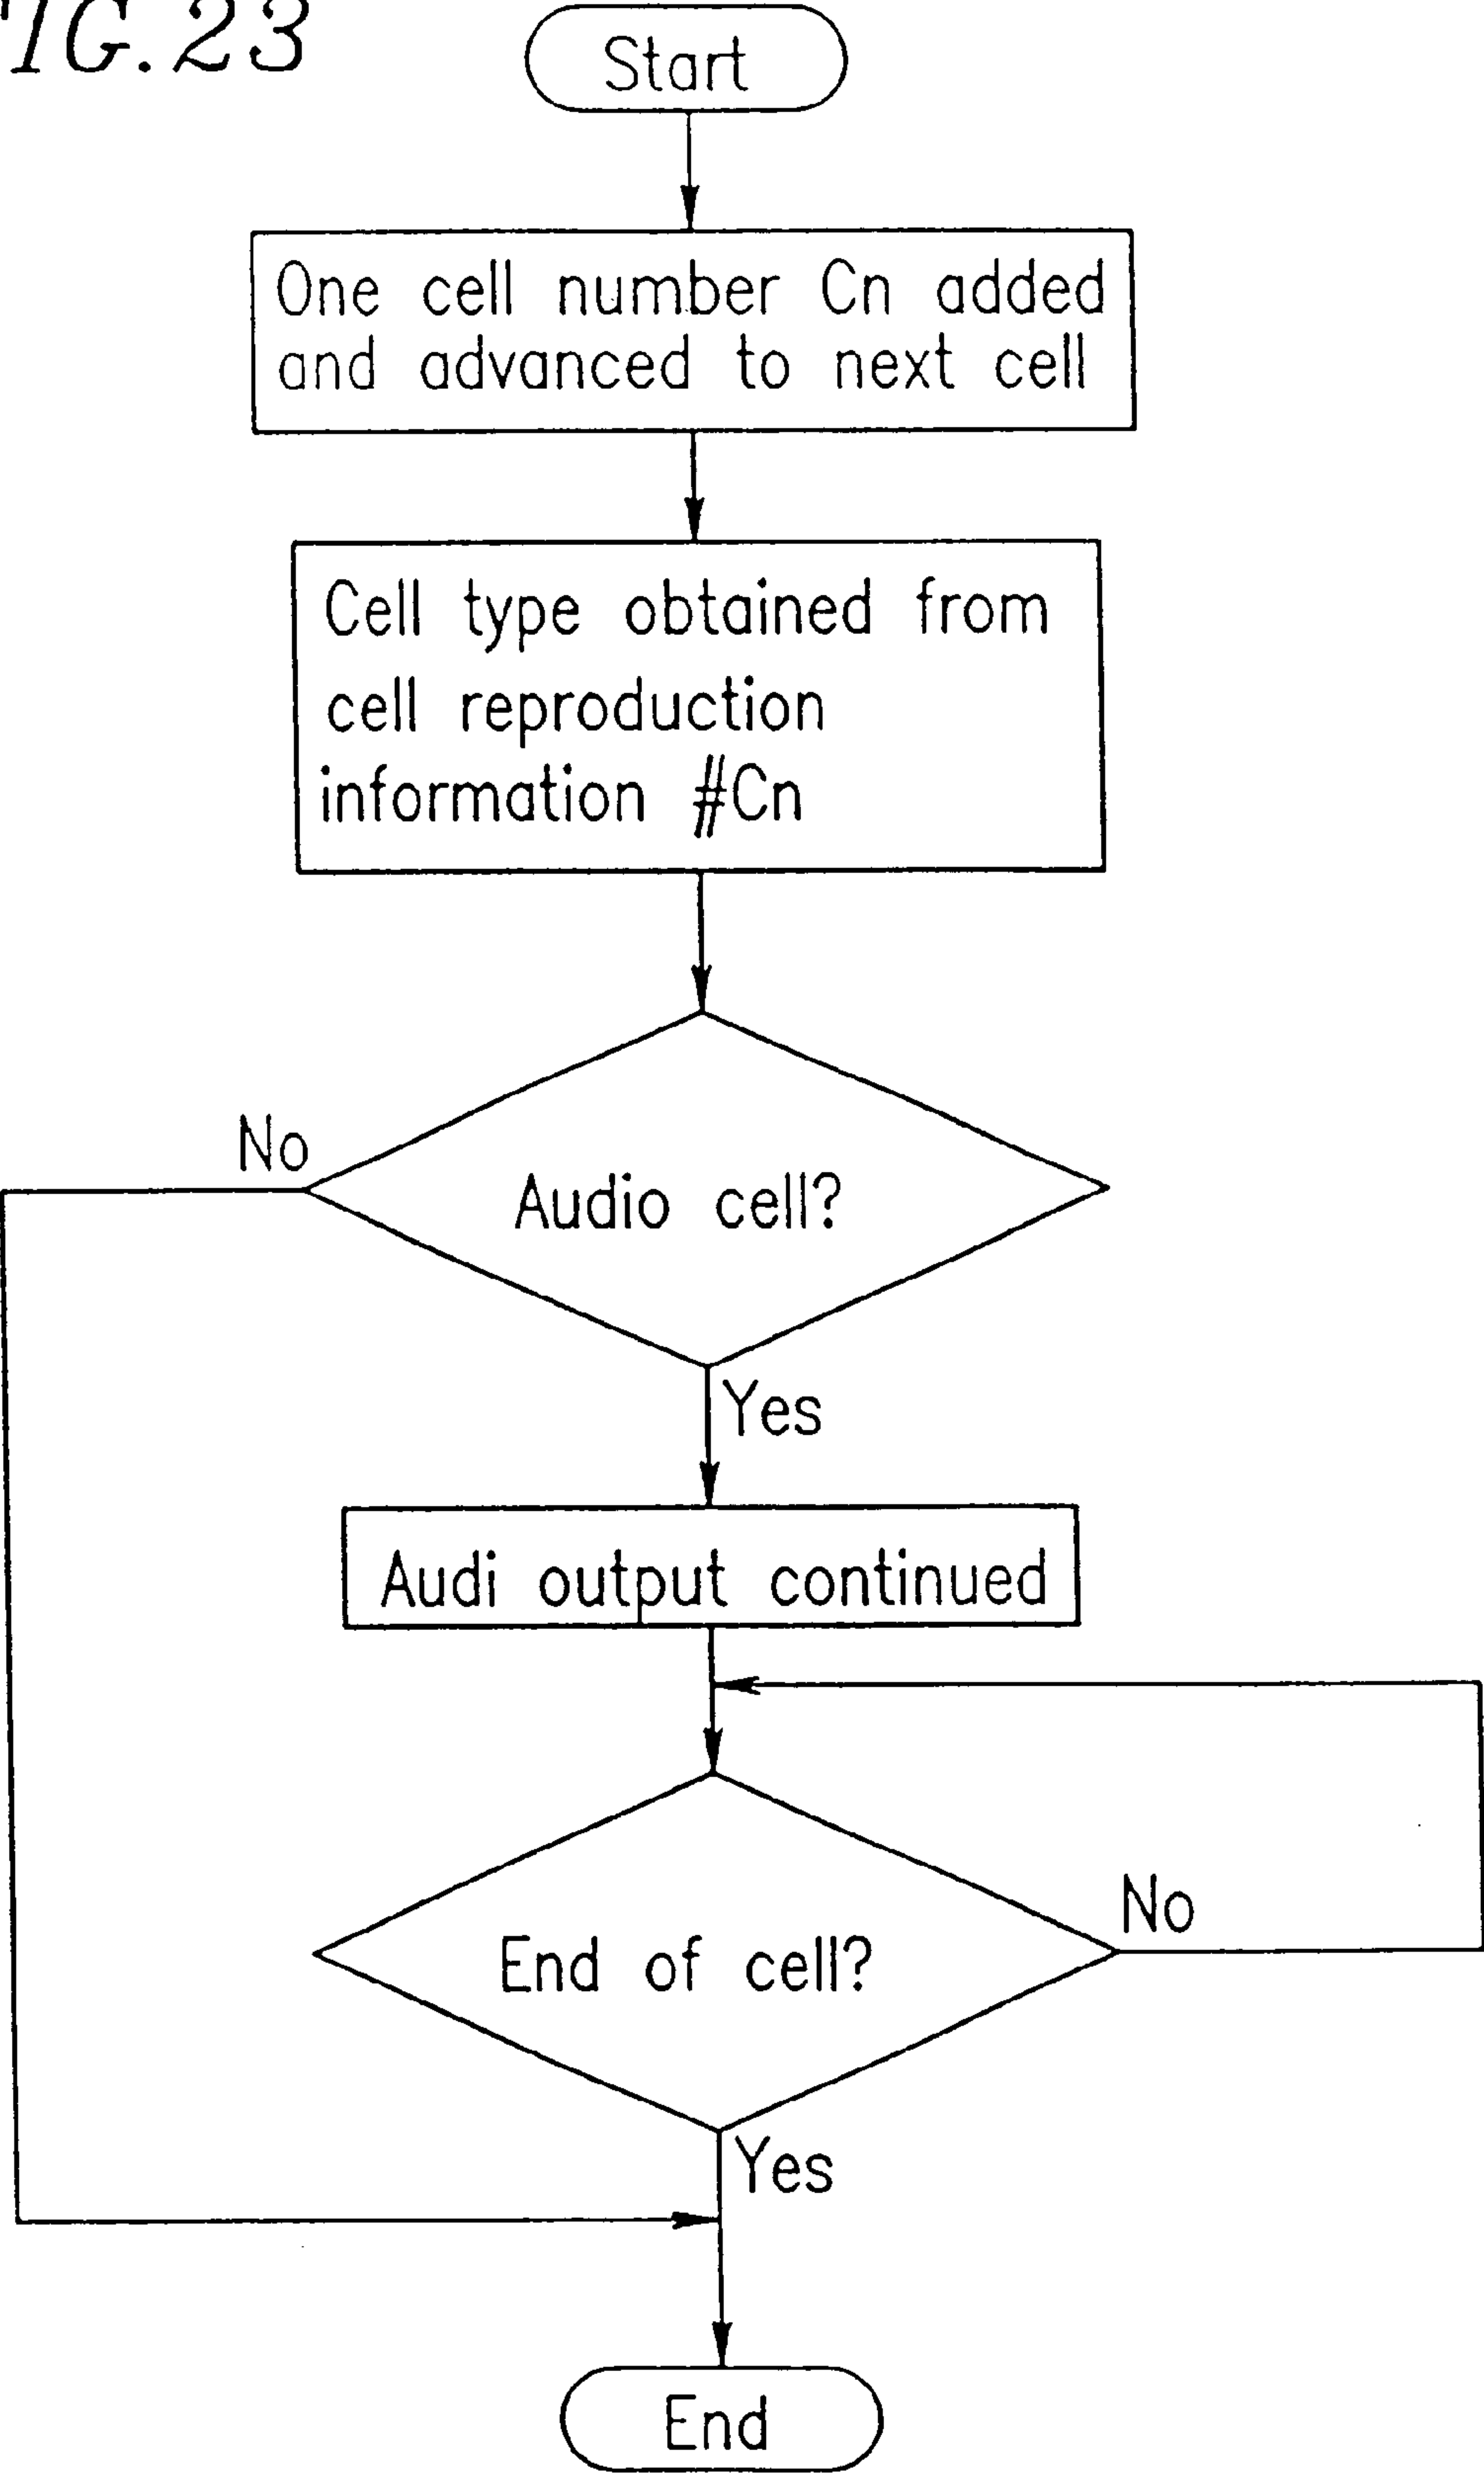 FIG. 23
Start
One cell number Cn added
and advanced to next cell
Cell type obtained from
cell reproduction
information #Cn
Audio cell?
No
Yes
Audi output continued
End of cell?
No
Yes
End